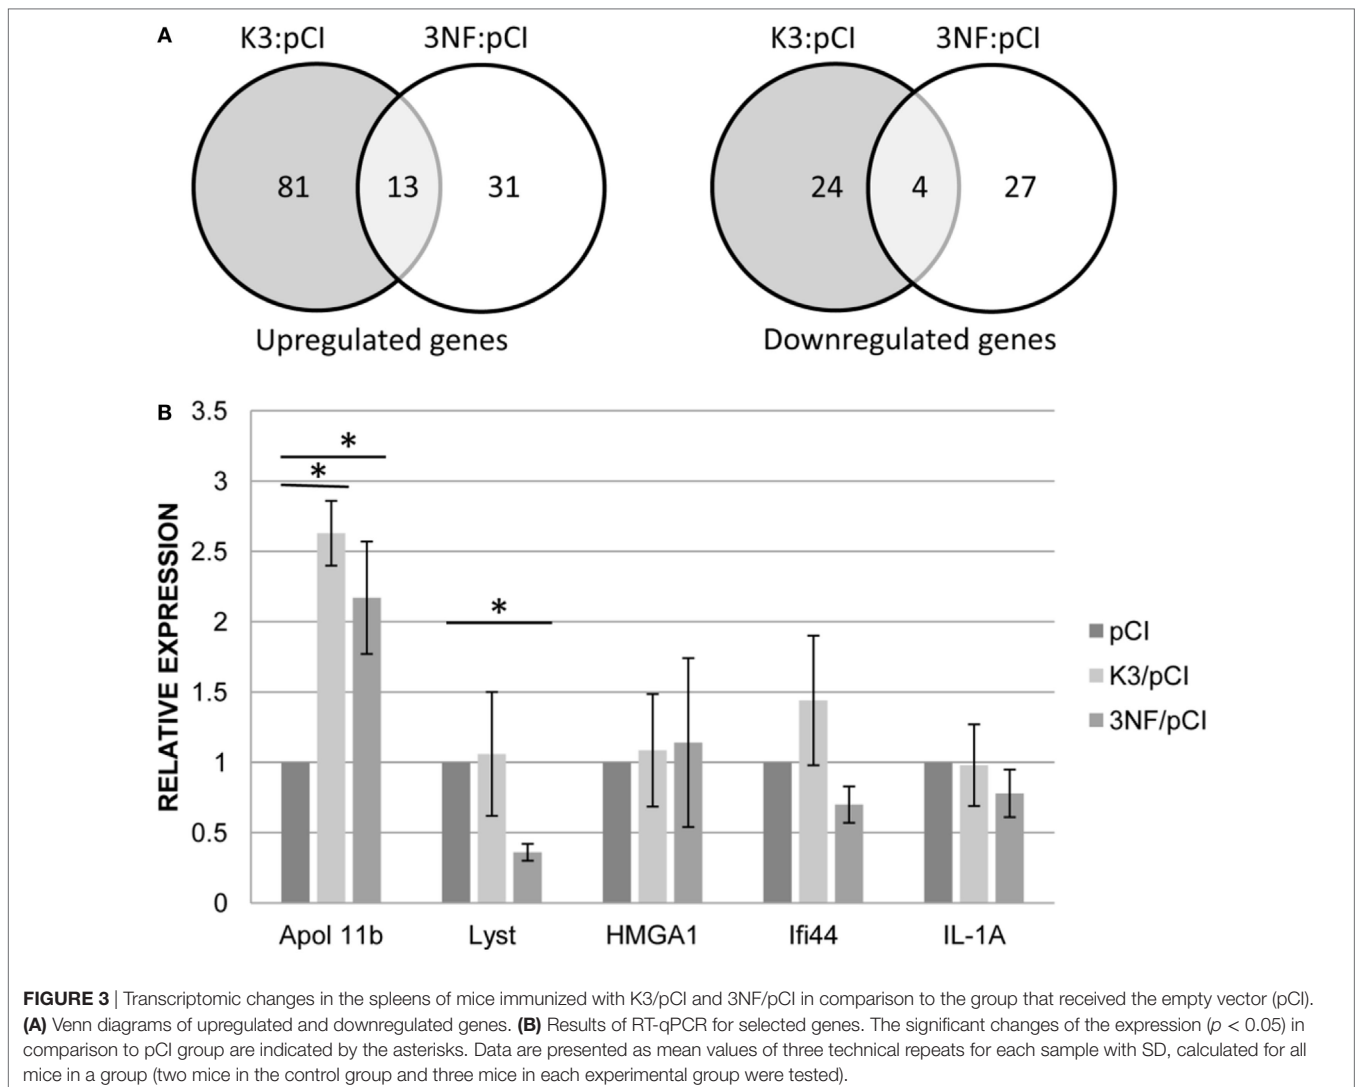 A
K3:pCI 3NF:pCI
81 13 31
Upregulated genes
K3:pCI 3NF:pCI
24 4 27
Downregulated genes
B
RELATIVE EXPRESSION
3.5
3
2.5
2
1.5
1
0.5
0
*
*
*
Apol 11b Lyst HMGA1 Ifi44 IL-1A
pCI
K3/pCI
3NF/pCI
FIGURE 3 | Transcriptomic changes in the spleens of mice immunized with K3/pCI and 3NF/pCI in comparison to the group that received the empty vector (pCI).
(A) Venn diagrams of upregulated and downregulated genes. (B) Results of RT-qPCR for selected genes. The significant changes of the expression (p < 0.05) in
comparison to pCI group are indicated by the asterisks. Data are presented as mean values of three technical repeats for each sample with SD, calculated for all
mice in a group (two mice in the control group and three mice in each experimental group were tested).